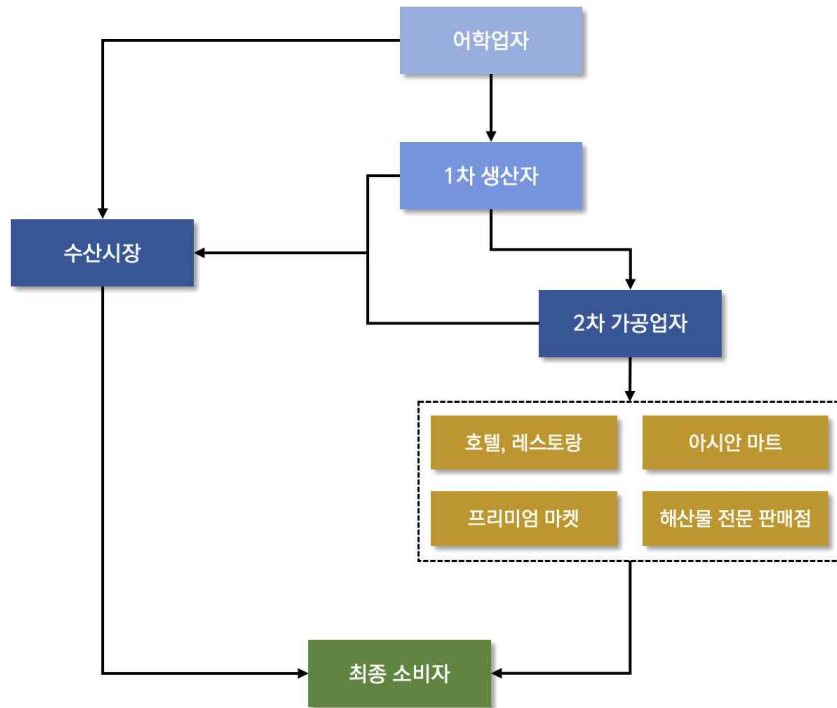 어학업자
1차 생산자
수산시장
2차 가공업자
호텔, 레스토랑
아시안 마트
프리미엄 마켓
해산물 전문 판매점
최종 소비자